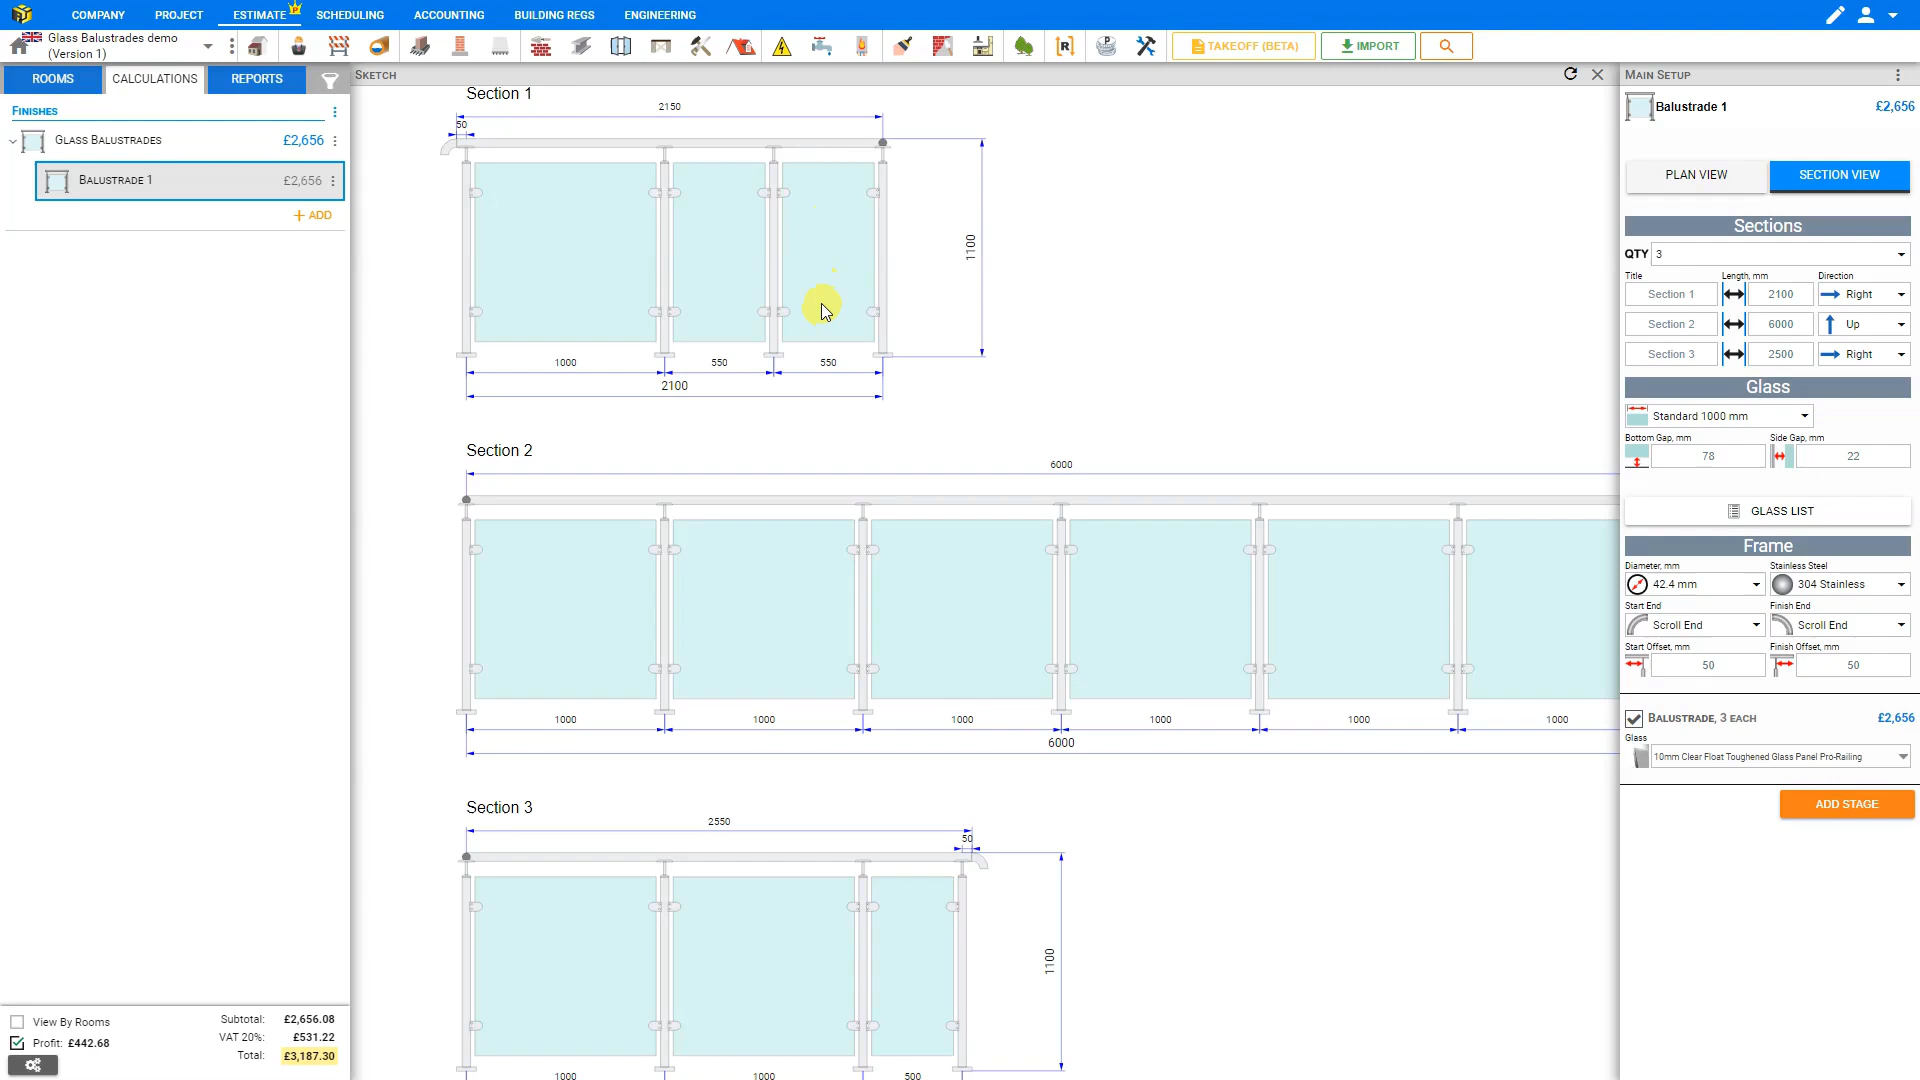 COMPANY PROJECT ESTIMATE SCHEDULING ACCOUNTING BUILDING REGS ENGINEERING
Glass Balustrades demo
(Version 1)
TAKEOFF (BETA) IMPORT
ROOMS CALCULATIONS REPORTS
SKETCH
MAIN SETUP
FINISHES
GLASS BALUSTRADES £2,656
BALUSTRADE 1 £2,656
+ ADD
Section 1
2150
50
1100
1000 550 550
2100
Section 2
6000
1000 1000 1000 1000 1000 1000
6000
Section 3
2550
50
1100
1000 1000 500
Balustrade 1 £2,656
PLAN VIEW SECTION VIEW
Sections
QTY 3
Title Length, mm Direction
Section 1 2100 Right
Section 2 6000 Up
Section 3 2500 Right
Glass
Standard 1000 mm
Bottom Gap, mm Side Gap, mm
78 22
GLASS LIST
Frame
Diameter, mm Stainless Steel
42.4 mm 304 Stainless
Start End Finish End
Scroll End Scroll End
Start Offset, mm Finish Offset, mm
50 50
BALUSTRADE, 3 EACH £2,656
Glass
10mm Clear Float Toughened Glass Panel Pro-Railing
ADD STAGE
View By Rooms Subtotal: £2,656.08
Profit: £442.68 VAT 20%: £531.22
Total: £3,187.30